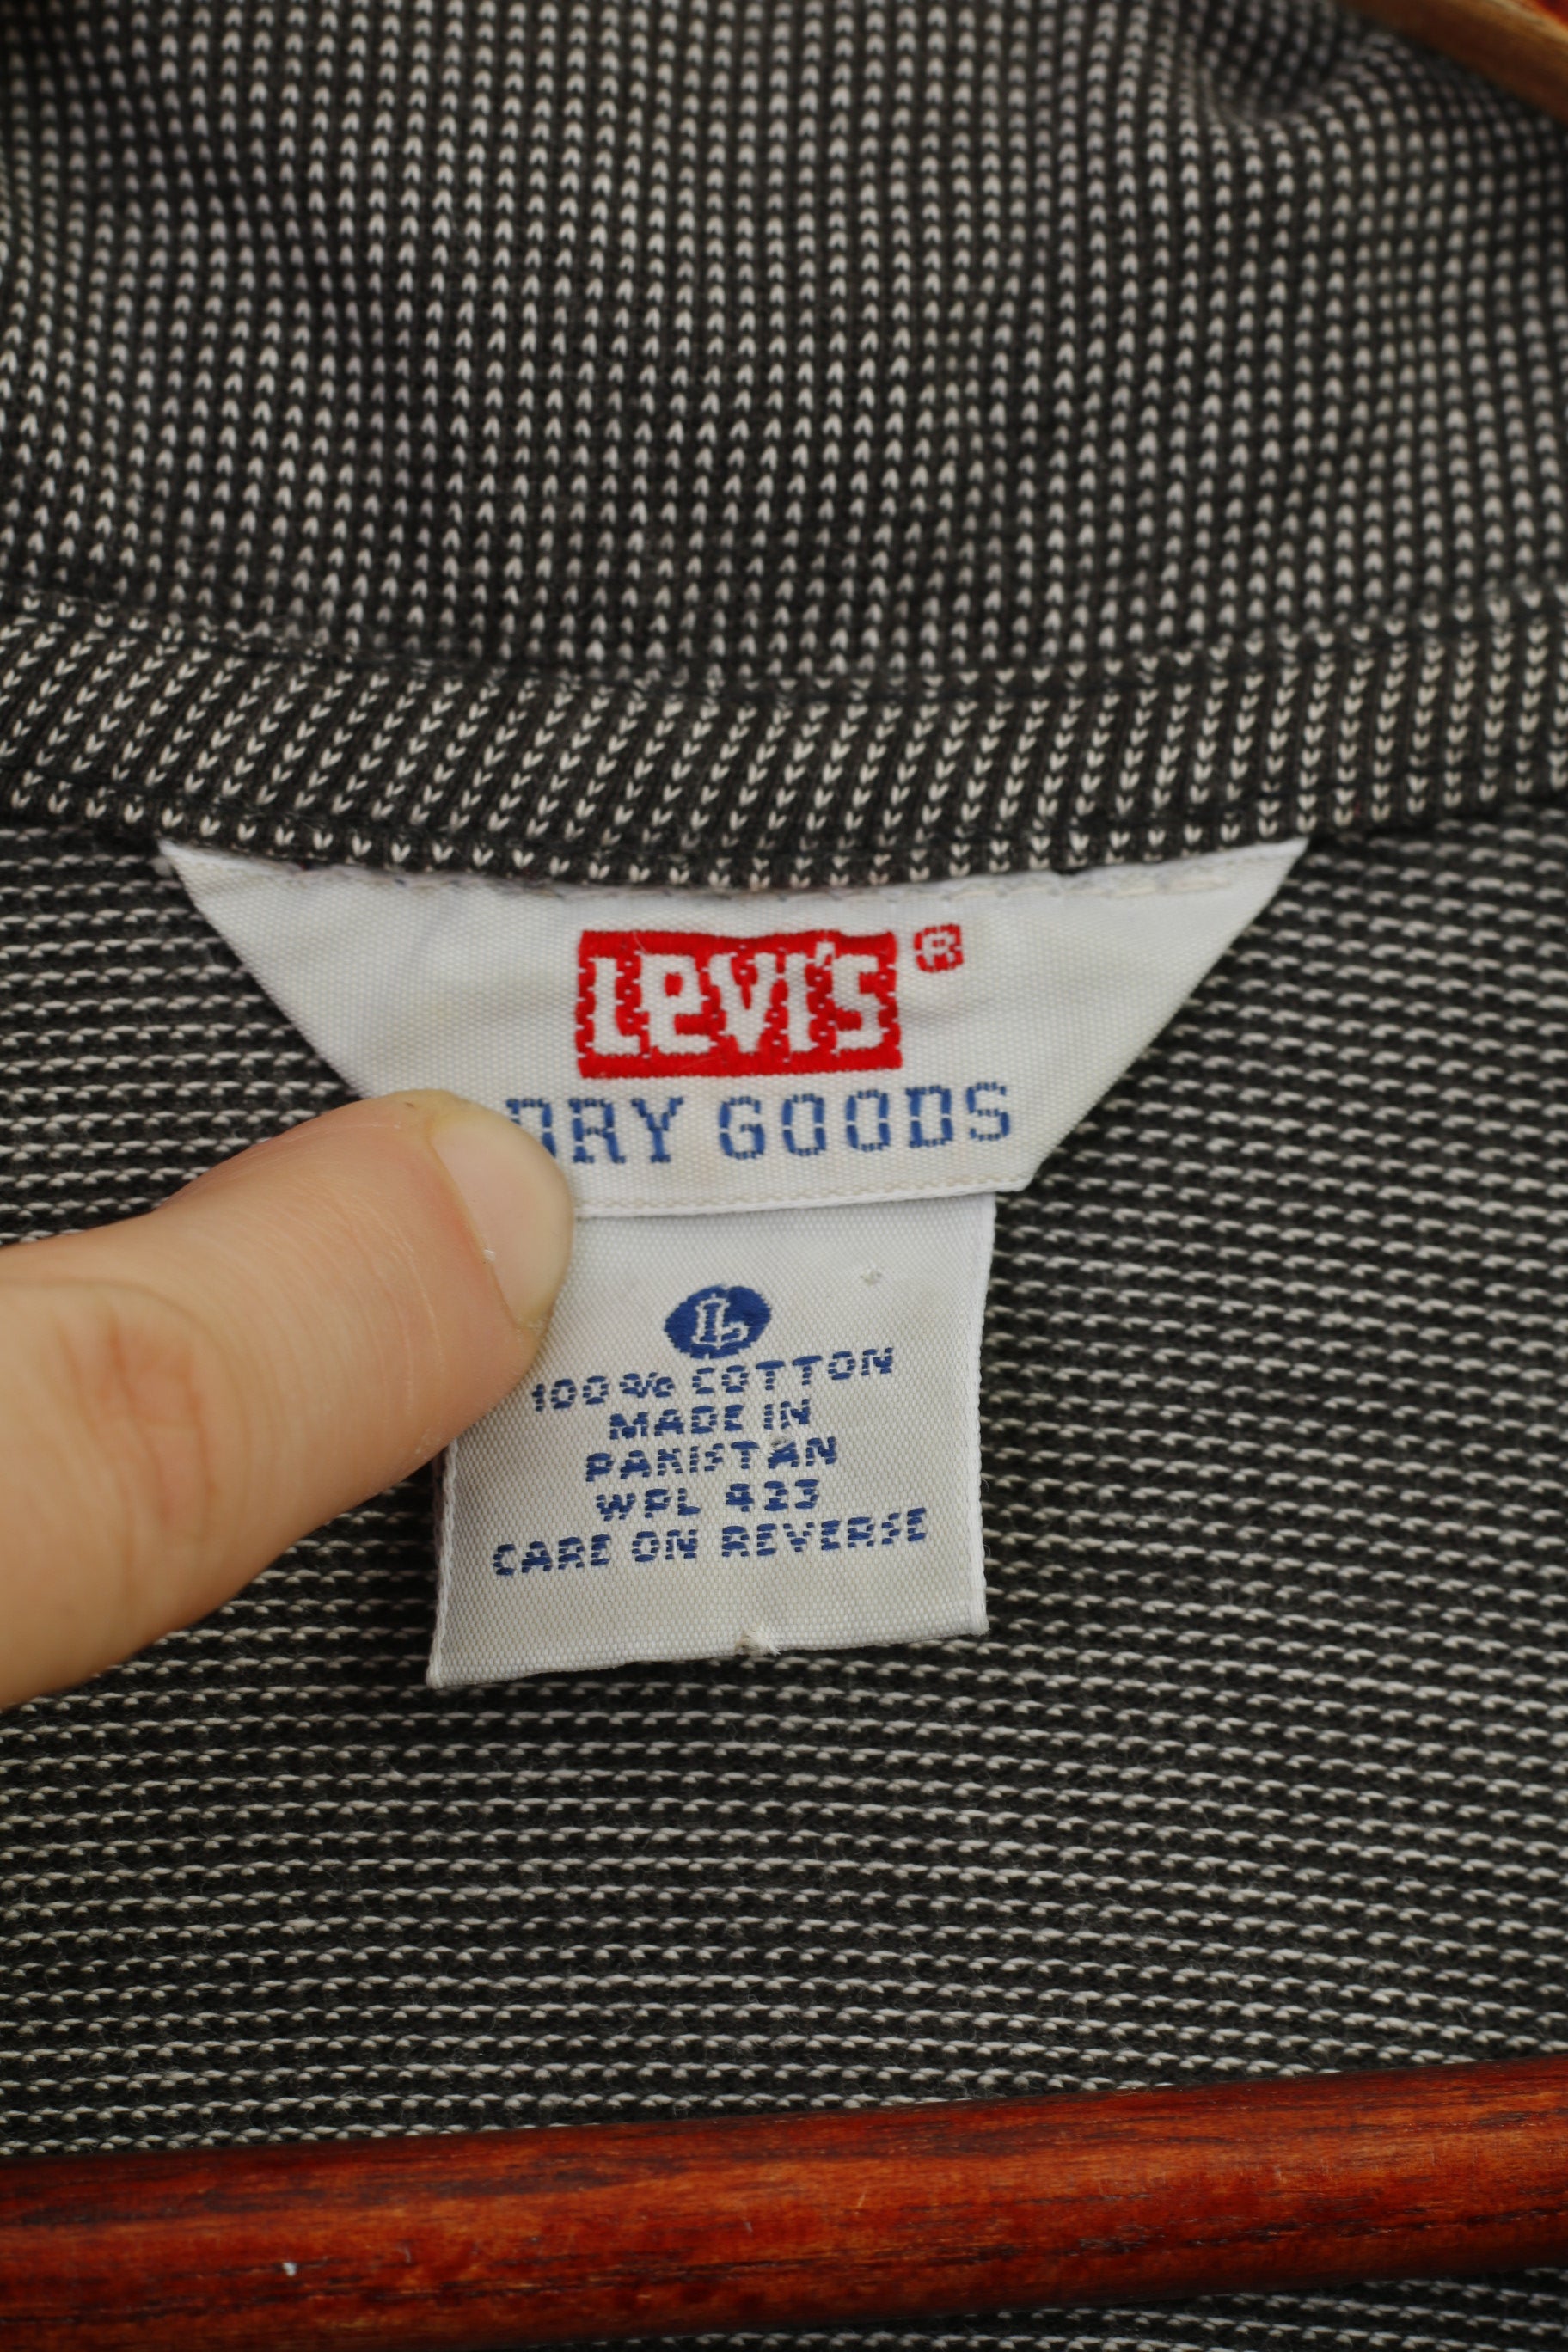 LEVI'S ®
DRY GOODS
L
100% COTTON
MADE IN
PAKISTAN
WPL 423
CARE ON REVERSE